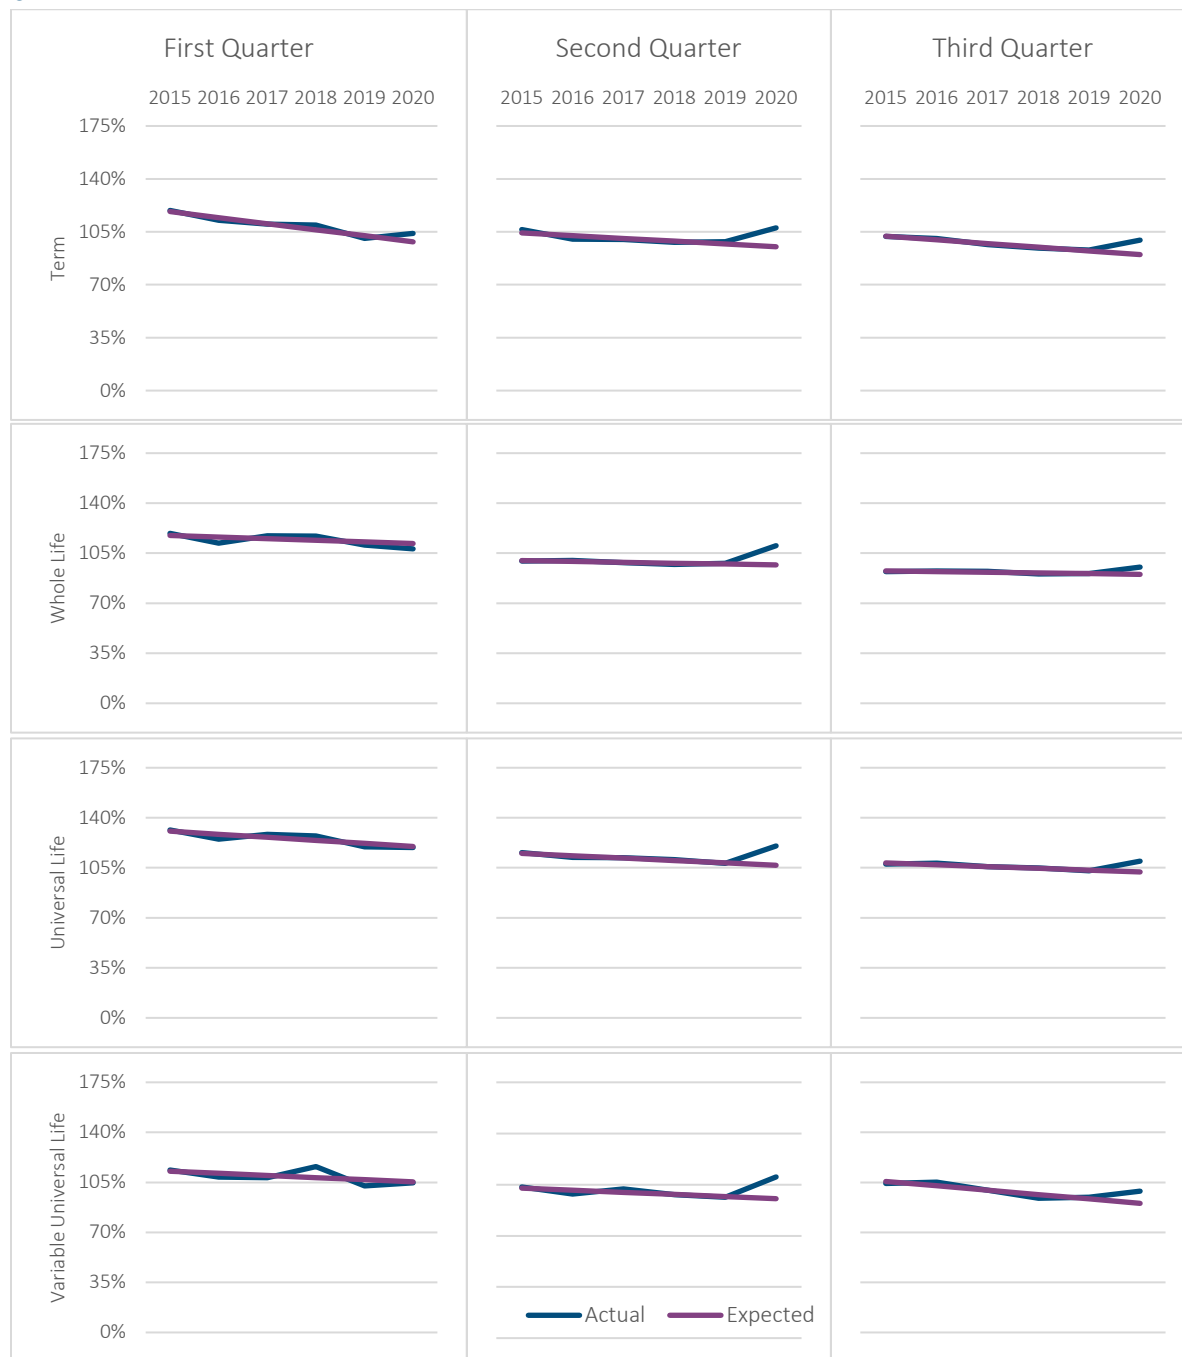 First Quarter
Second Quarter
Third Quarter
2015 2016 2017 2018 2019 2020
2015 2016 2017 2018 2019 2020
2015 2016 2017 2018 2019 2020
Term
175%
140%
105%
70%
35%
0%
Whole Life
175%
140%
105%
70%
35%
0%
Universal Life
175%
140%
105%
70%
35%
0%
Variable Universal Life
175%
140%
105%
70%
35%
0%
Actual
Expected